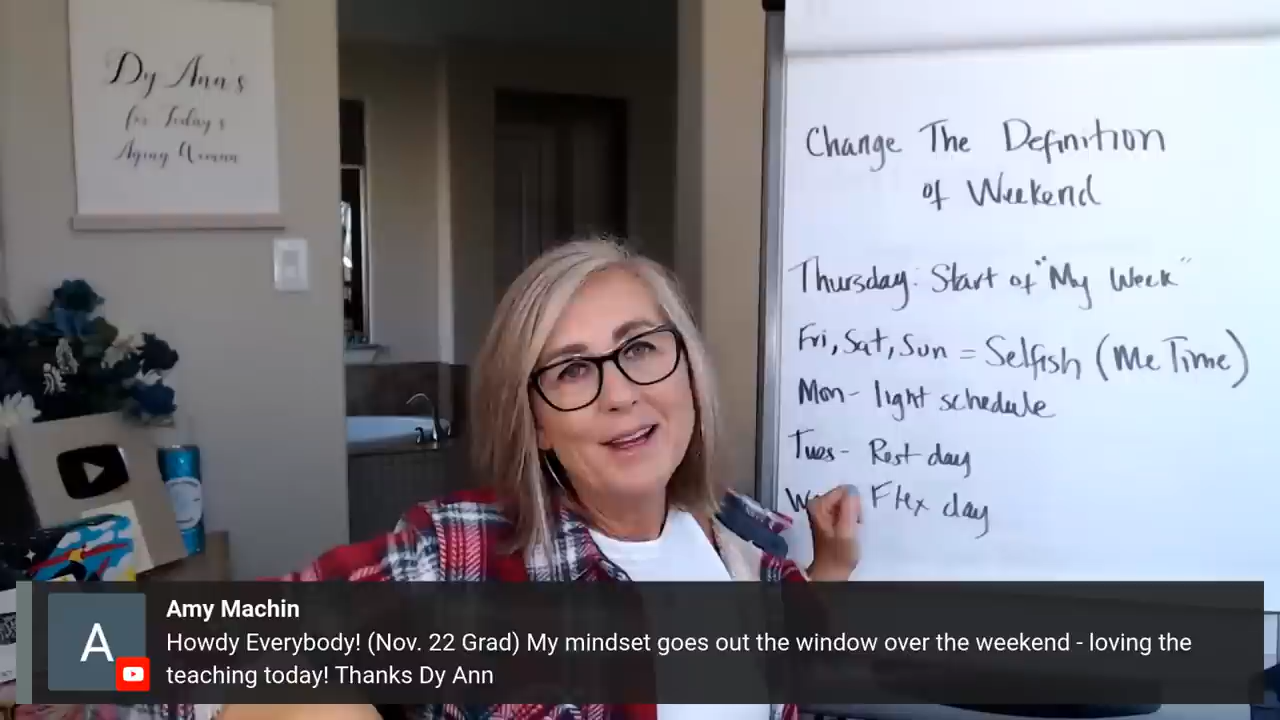 Dy Ann's
for Today's
Aging Woman
Change The Definition
of Weekend
Thursday: Start of "My Week"
Fri, Sat, Sun = Selfish (Me Time)
Mon - light schedule
Tues - Rest day
Flex day
A
Amy Machin
Howdy Everybody! (Nov. 22 Grad) My mindset goes out the window over the weekend - loving the
teaching today! Thanks Dy Ann